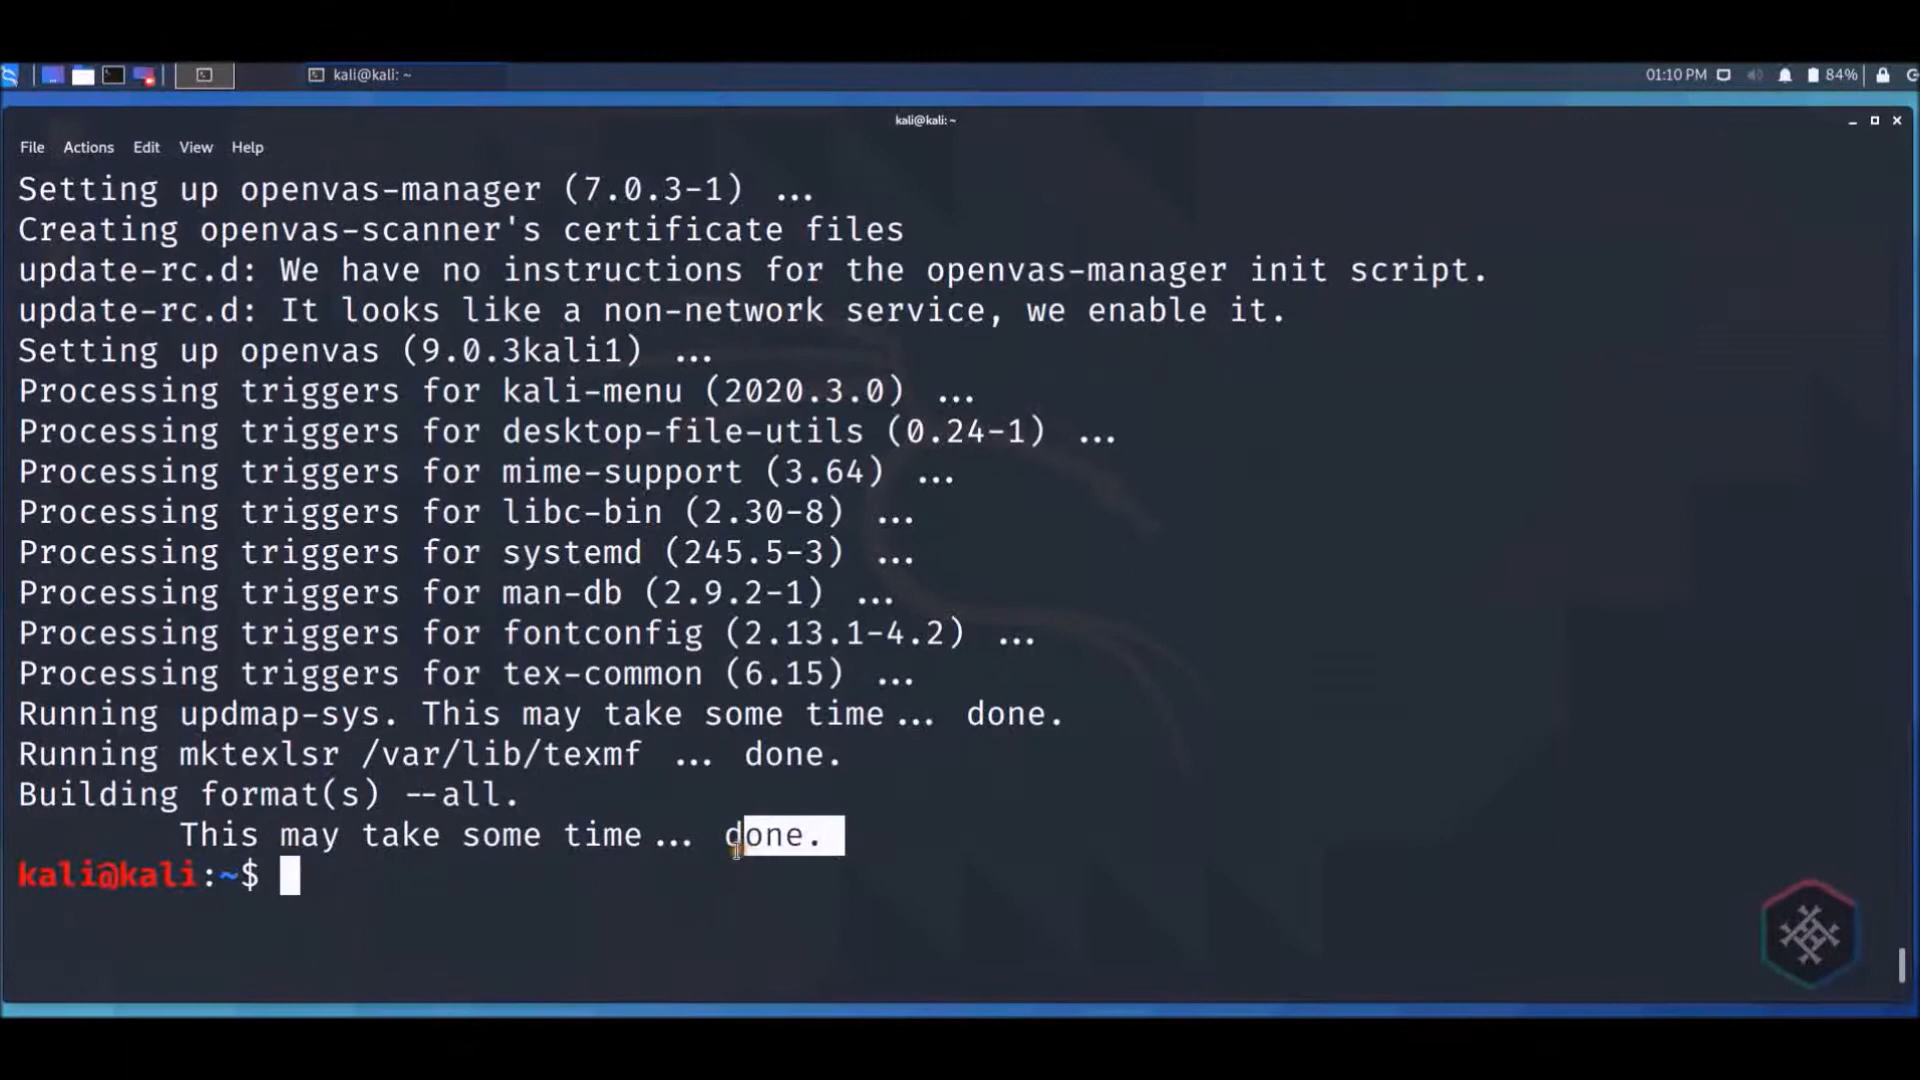 kali@kali: ~
01:10 PM
84%
kali@kali: ~
File Actions Edit View Help
Setting up openvas-manager (7.0.3-1) ...
Creating openvas-scanner's certificate files
update-rc.d: We have no instructions for the openvas-manager init script.
update-rc.d: It looks like a non-network service, we enable it.
Setting up openvas (9.0.3kali1) ...
Processing triggers for kali-menu (2020.3.0) ...
Processing triggers for desktop-file-utils (0.24-1) ...
Processing triggers for mime-support (3.64) ...
Processing triggers for libc-bin (2.30-8) ...
Processing triggers for systemd (245.5-3) ...
Processing triggers for man-db (2.9.2-1) ...
Processing triggers for fontconfig (2.13.1-4.2) ...
Processing triggers for tex-common (6.15) ...
Running updmap-sys. This may take some time... done.
Running mktexlsr /var/lib/texmf ... done.
Building format(s) --all.
This may take some time... done.
kali@kali:~$